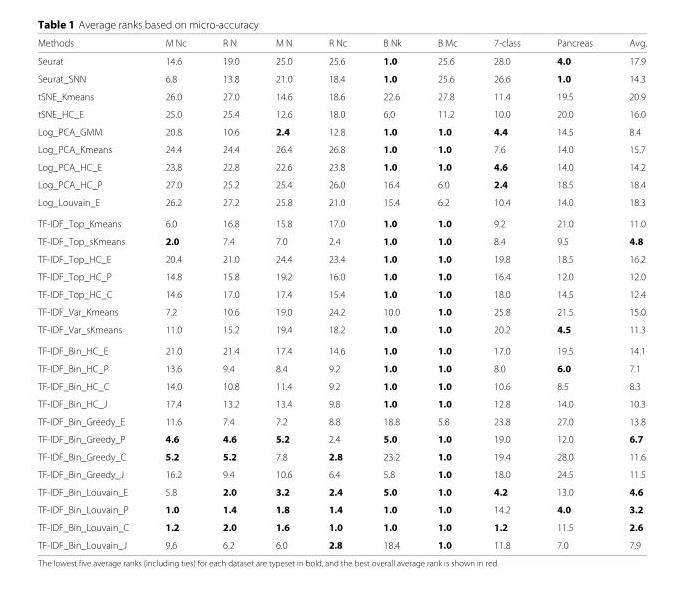 Table 1 Average ranks based on micro-accuracy
Methods M Nc R N M N R Nc B Nk B Mc 7-class Pancreas Avg.
Seurat 14.6 19.0 25.0 25.6 1.0 25.6 28.0 4.0 17.9
Seurat_SNN 6.8 13.8 21.0 18.4 1.0 25.6 26.6 1.0 14.3
tSNE_Kmeans 26.0 27.0 14.6 18.6 22.6 27.8 11.4 19.5 20.9
tSNE_HC_E 25.0 25.4 12.6 18.0 6.0 11.2 10.0 20.0 16.0
Log_PCA_GMM 20.8 10.6 2.4 12.8 1.0 1.0 4.4 14.5 8.4
Log_PCA_Kmeans 24.4 24.4 26.4 26.8 1.0 1.0 7.6 14.0 15.7
Log_PCA_HC_E 23.8 22.8 22.6 23.8 1.0 1.0 4.6 14.0 14.2
Log_PCA_HC_P 27.0 25.2 25.4 26.0 16.4 6.0 2.4 18.5 18.4
Log_Louvain_E 26.2 27.2 25.8 21.0 15.4 6.2 10.4 14.0 18.3
TF-IDF_Top_Kmeans 6.0 16.8 15.8 17.0 1.0 1.0 9.2 21.0 11.0
TF-IDF_Top_sKmeans 2.0 7.4 7.0 2.4 1.0 1.0 8.4 9.5 4.8
TF-IDF_Top_HC_E 20.4 21.0 24.4 23.4 1.0 1.0 19.8 18.5 16.2
TF-IDF_Top_HC_P 14.8 15.8 19.2 16.0 1.0 1.0 16.4 12.0 12.0
TF-IDF_Top_HC_C 14.6 17.0 17.4 15.4 1.0 1.0 18.0 14.5 12.4
TF-IDF_Var_Kmeans 7.2 10.6 19.0 24.2 10.0 1.0 25.8 21.5 15.0
TF-IDF_Var_sKmeans 11.0 15.2 19.4 18.2 1.0 1.0 20.2 4.5 11.3
TF-IDF_Bin_HC_E 21.0 21.4 17.4 14.6 1.0 1.0 17.0 19.5 14.1
TF-IDF_Bin_HC_P 13.6 9.4 8.4 9.2 1.0 1.0 8.0 6.0 7.1
TF-IDF_Bin_HC_C 14.0 10.8 11.4 9.2 1.0 1.0 10.6 8.5 8.3
TF-IDF_Bin_HC_J 17.4 13.2 13.4 9.8 1.0 1.0 12.8 14.0 10.3
TF-IDF_Bin_Greedy_E 11.6 7.4 7.2 8.8 18.8 5.8 23.8 27.0 13.8
TF-IDF_Bin_Greedy_P 4.6 4.6 5.2 2.4 5.0 1.0 19.0 12.0 6.7
TF-IDF_Bin_Greedy_C 5.2 5.2 7.8 2.8 23.2 1.0 19.4 28.0 11.6
TF-IDF_Bin_Greedy_J 16.2 9.4 10.6 6.4 5.8 1.0 18.0 24.5 11.5
TF-IDF_Bin_Louvain_E 5.8 2.0 3.2 2.4 5.0 1.0 4.2 13.0 4.6
TF-IDF_Bin_Louvain_P 1.0 1.4 1.8 1.4 1.0 1.0 14.2 4.0 3.2
TF-IDF_Bin_Louvain_C 1.2 2.0 1.6 1.0 1.0 1.0 1.2 11.5 2.6
TF-IDF_Bin_Louvain_J 9.6 6.2 6.0 2.8 18.4 1.0 11.8 7.0 7.9
The lowest five average ranks (including ties) for each dataset are typeset in bold, and the best overall average rank is shown in red